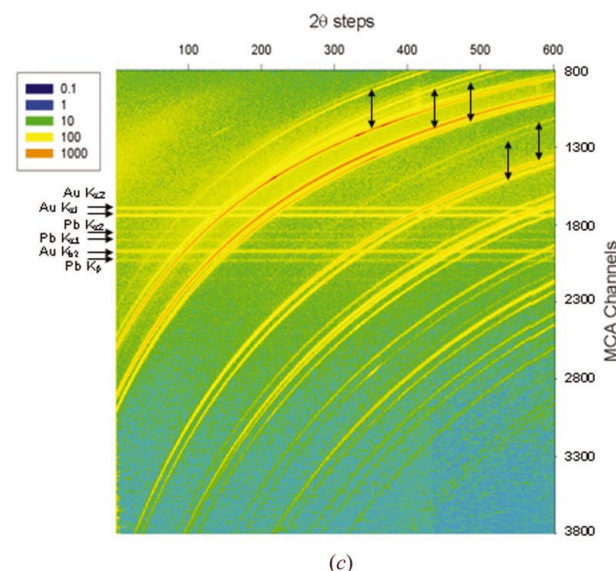 2θ steps
100 200 300 400 500 600
0.1
1
10
100
1000
800
1300
1800
2300
2800
3300
3800
MCA Channels
Au Kα2
Au Kα1
Pb Kα2
Pb Kα1
Au Kβ2
Pb Kβ
(c)